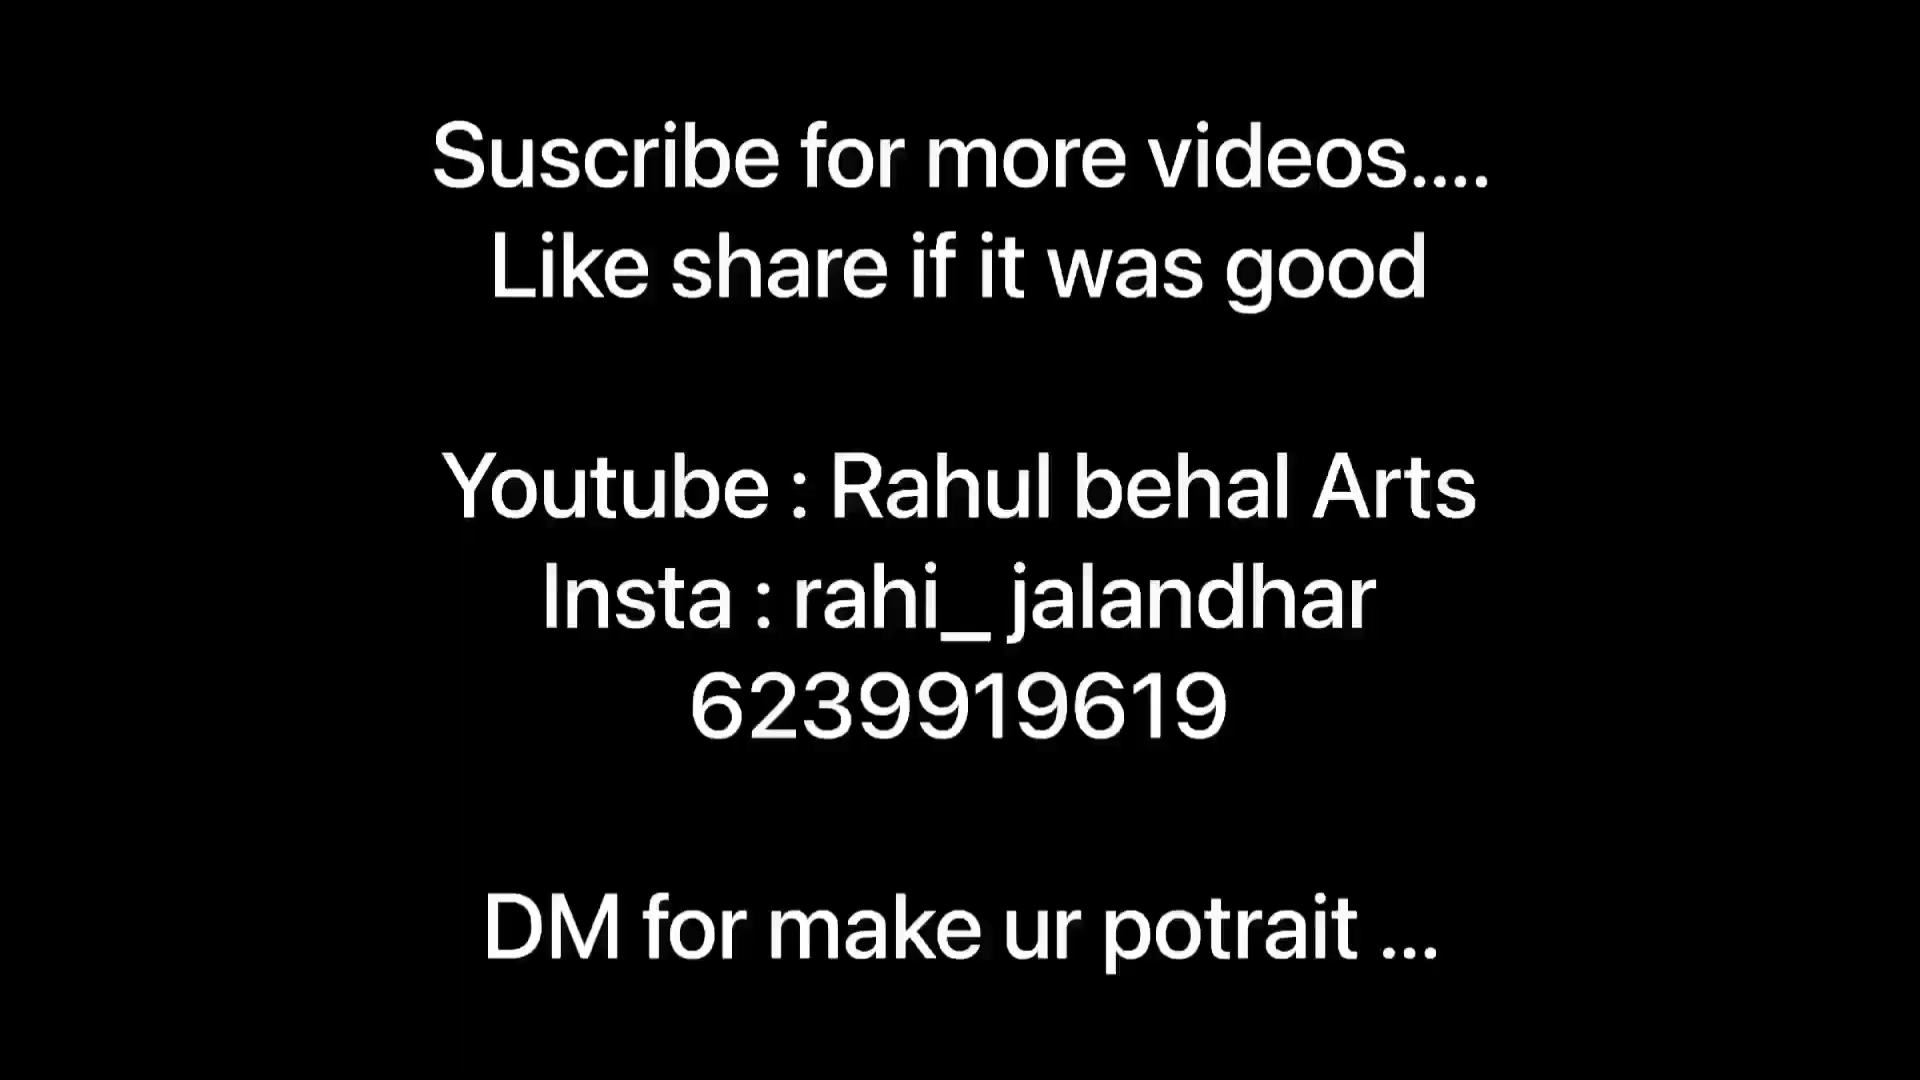 Suscribe for more videos....
Like share if it was good
Youtube : Rahul behal Arts
Insta : rahi_ jalandhar
6239919619
DM for make ur potrait ...